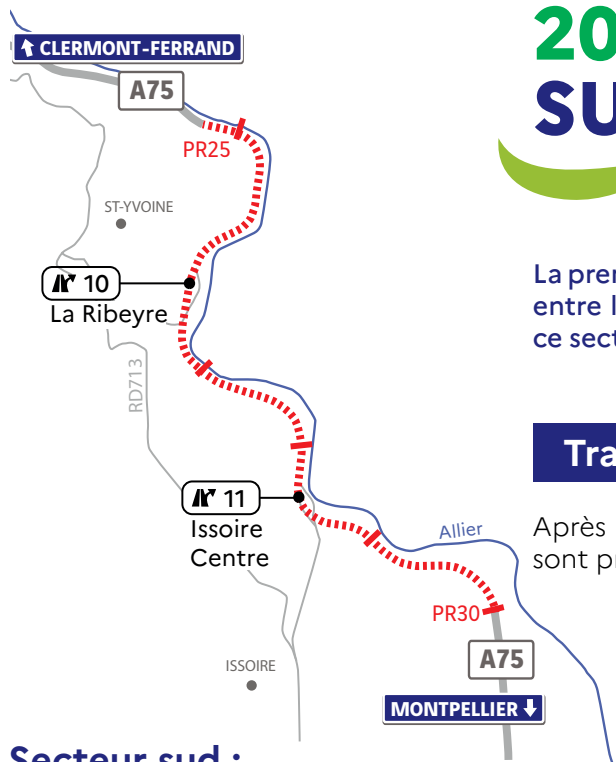 CLERMONT-FERRAND
A75
PR25
ST-YVOINE
10
La Ribeyre
RD713
11
Issoire
Centre
Allier
PR30
ISSOIRE
A75
MONTPELLIER
Secteur sud :
20
SU
La pre
entre l
ce sect
Tra
Après
sont p